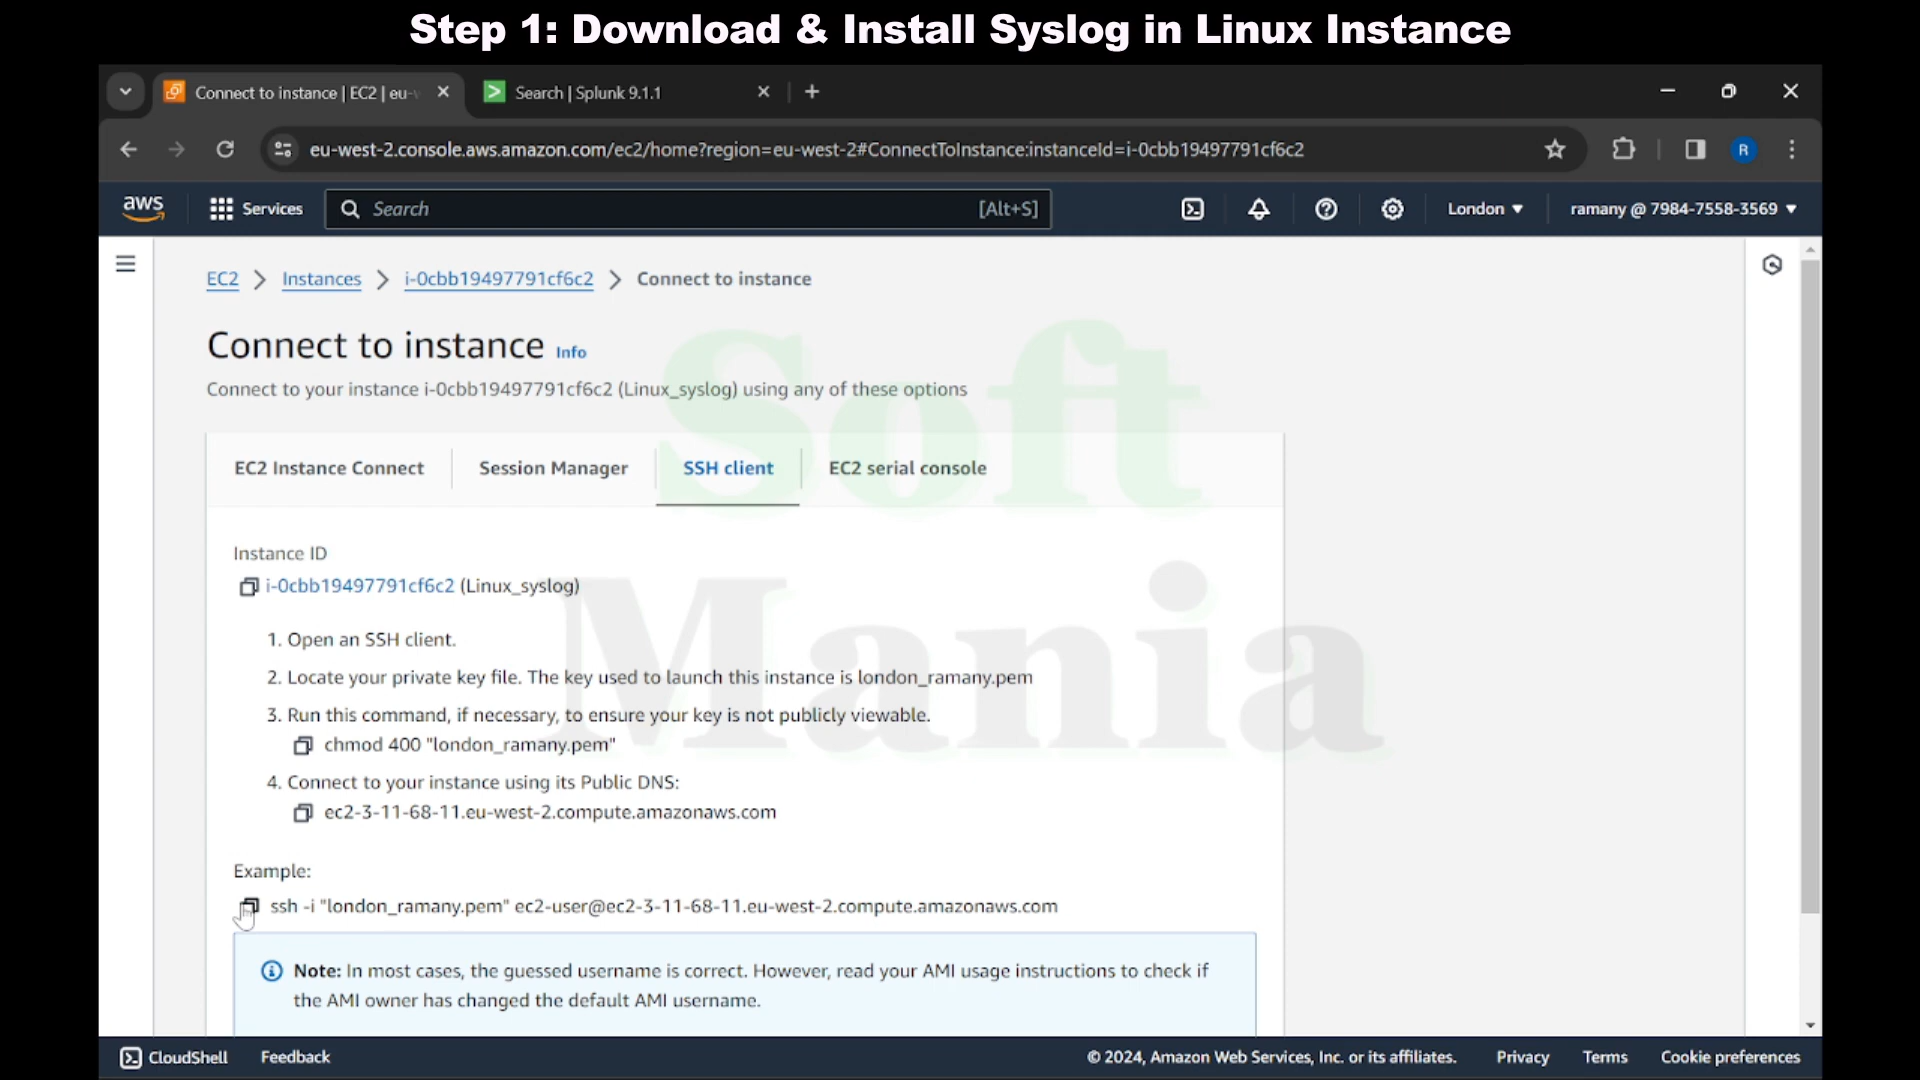 Step 1: Download & Install Syslog in Linux Instance
Connect to instance | EC2 | eu-
Search | Splunk 9.1.1
eu-west-2.console.aws.amazon.com/ec2/home?region=eu-west-2#ConnectToInstance:instanceId=i-0cbb19497791cf6c2
R
aws
Services
Search
[Alt+S]
London
ramany @ 7984-7558-3569
EC2
Instances
i-0cbb19497791cf6c2
Connect to instance
Connect to instance Info
Connect to your instance i-0cbb19497791cf6c2 (Linux_syslog) using any of these options
EC2 Instance Connect
Session Manager
SSH client
EC2 serial console
Soft
Mania
Instance ID
i-0cbb19497791cf6c2 (Linux_syslog)
1. Open an SSH client.
2. Locate your private key file. The key used to launch this instance is london_ramany.pem
3. Run this command, if necessary, to ensure your key is not publicly viewable.
chmod 400 "london_ramany.pem"
4. Connect to your instance using its Public DNS:
ec2-3-11-68-11.eu-west-2.compute.amazonaws.com
Example:
ssh -i "london_ramany.pem" ec2-user@ec2-3-11-68-11.eu-west-2.compute.amazonaws.com
Note: In most cases, the guessed username is correct. However, read your AMI usage instructions to check if
the AMI owner has changed the default AMI username.
CloudShell
Feedback
© 2024, Amazon Web Services, Inc. or its affiliates.
Privacy
Terms
Cookie preferences